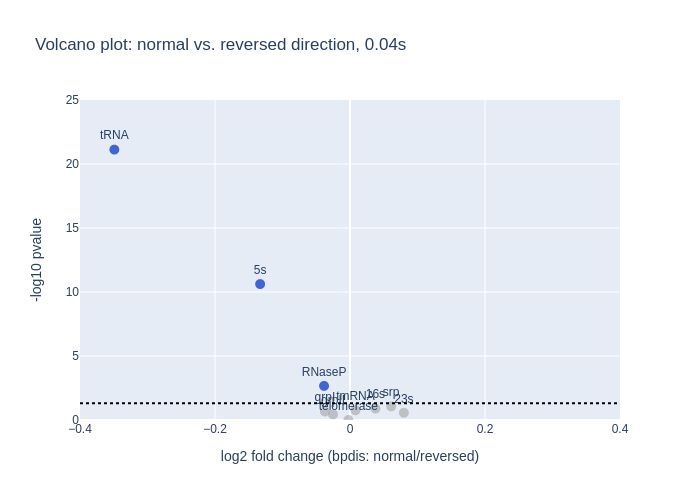 Volcano plot: normal vs. reversed direction, 0.04s
25
20
15
10
5
0
-log10 pvalue
tRNA
5s
RNaseP
tmRNA
16s
srp
23s
telomerase
−0.4
−0.2
0
0.2
0.4
log2 fold change (bpdis: normal/reversed)